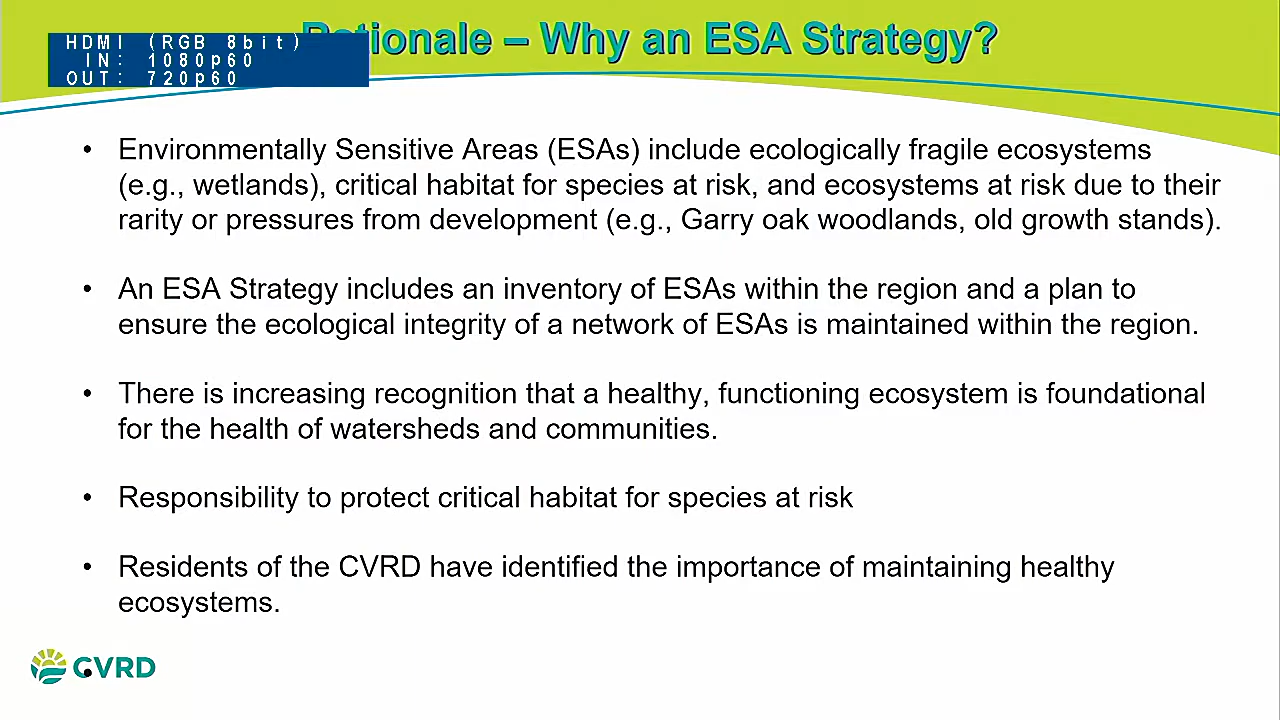 Rationale – Why an ESA Strategy?
HDMI (RGB 8bit)
IN: 1080p60
OUT: 720p60
• Environmentally Sensitive Areas (ESAs) include ecologically fragile ecosystems
(e.g., wetlands), critical habitat for species at risk, and ecosystems at risk due to their
rarity or pressures from development (e.g., Garry oak woodlands, old growth stands).
• An ESA Strategy includes an inventory of ESAs within the region and a plan to
ensure the ecological integrity of a network of ESAs is maintained within the region.
• There is increasing recognition that a healthy, functioning ecosystem is foundational
for the health of watersheds and communities.
• Responsibility to protect critical habitat for species at risk
• Residents of the CVRD have identified the importance of maintaining healthy
ecosystems.
CVRD